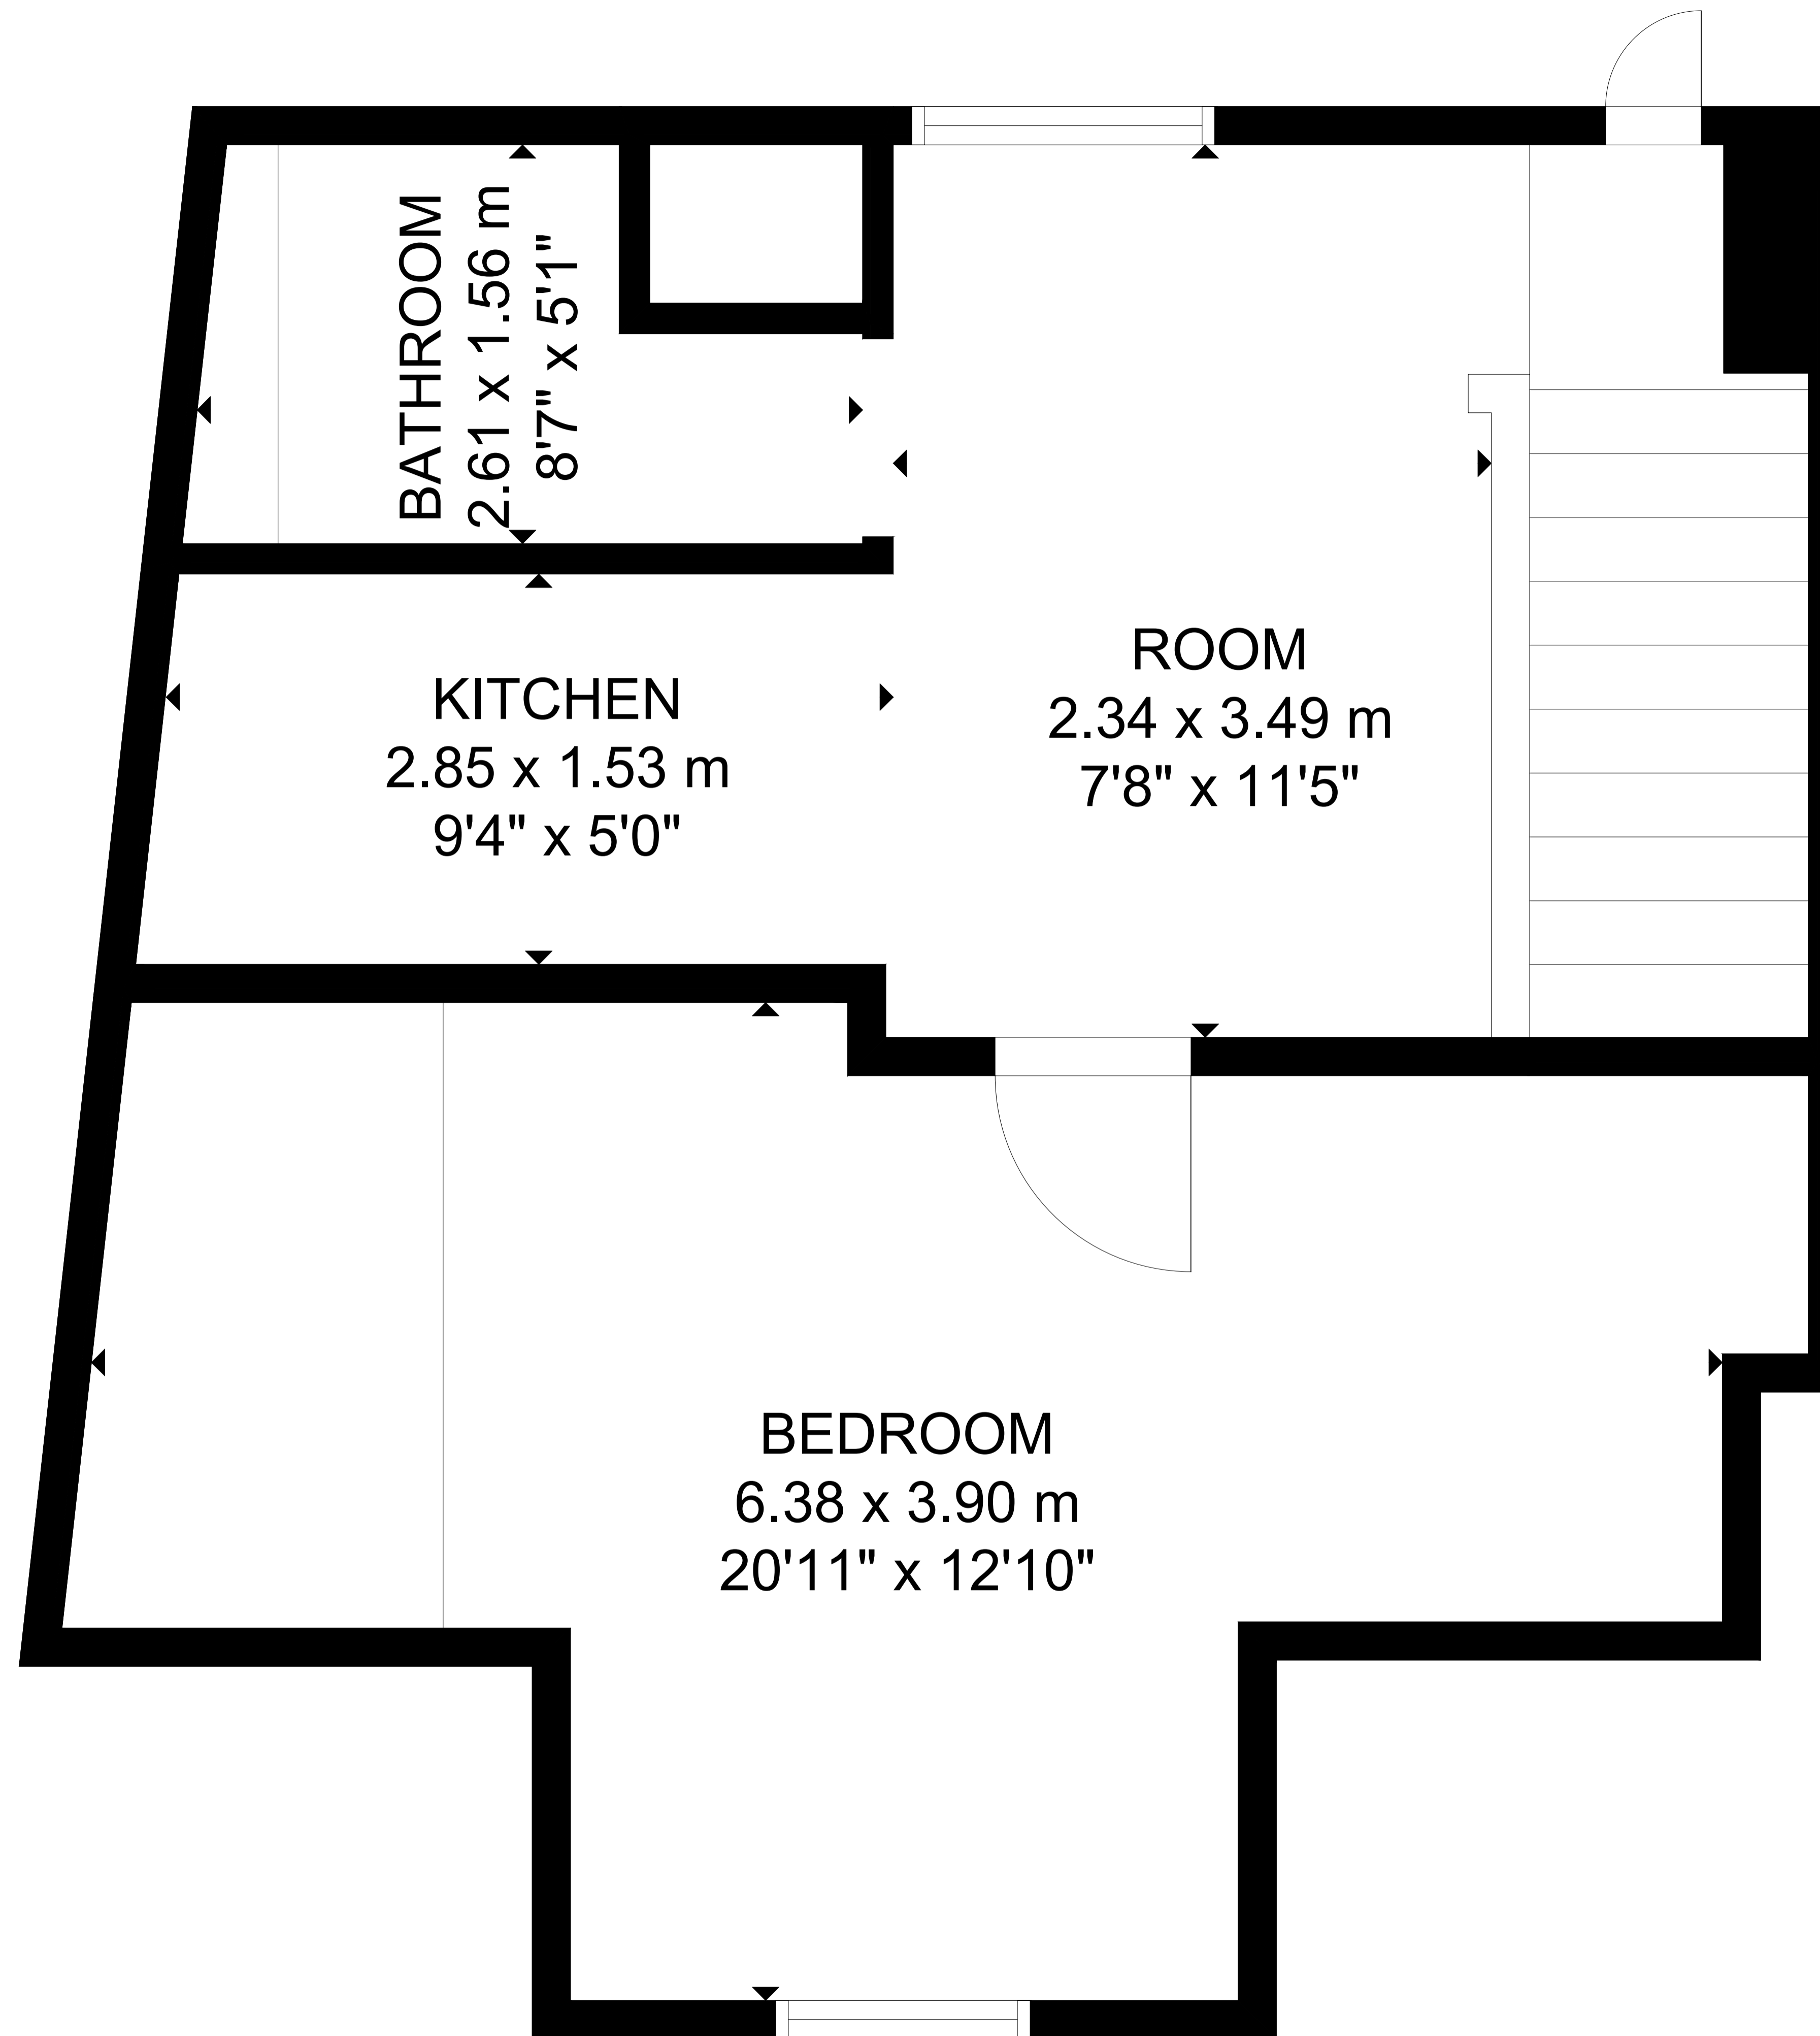 BATHROOM
2.61 x 1.56 m
8'7" x 5'1"
ROOM
2.34 x 3.49 m
7'8" x 11'5"
KITCHEN
2.85 x 1.53 m
9'4" x 5'0"
BEDROOM
6.38 x 3.90 m
20'11" x 12'10"